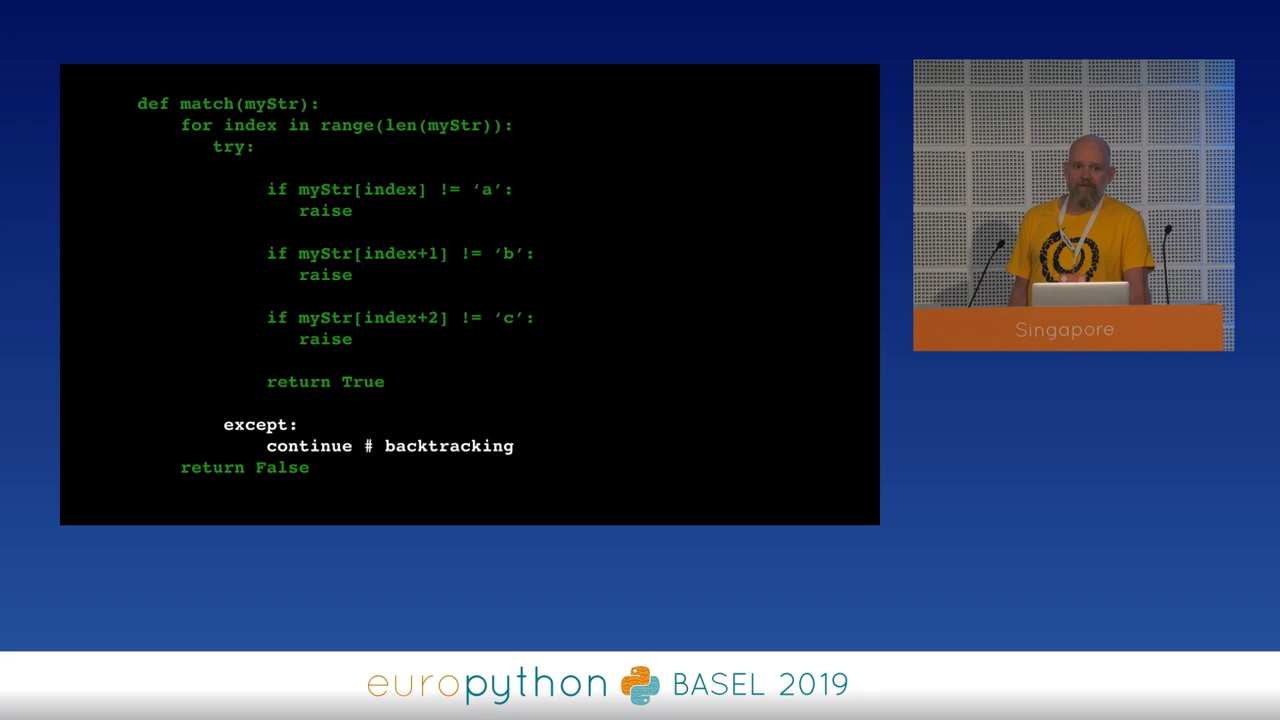 def match(myStr):
for index in range(len(myStr)):
try:
if myStr[index] != ‘a’:
raise
if myStr[index+1] != ‘b’:
raise
if myStr[index+2] != ‘c’:
raise
return True
except:
continue # backtracking
return False
Singapore
europython BASEL 2019